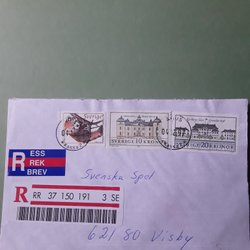 Sverige
SVERIGE 10 KRONOR
20 KRONOR
R ESS
REK
BREV
Svenska Spel
R RR 37 150 191 3 SE
621 80 Visby